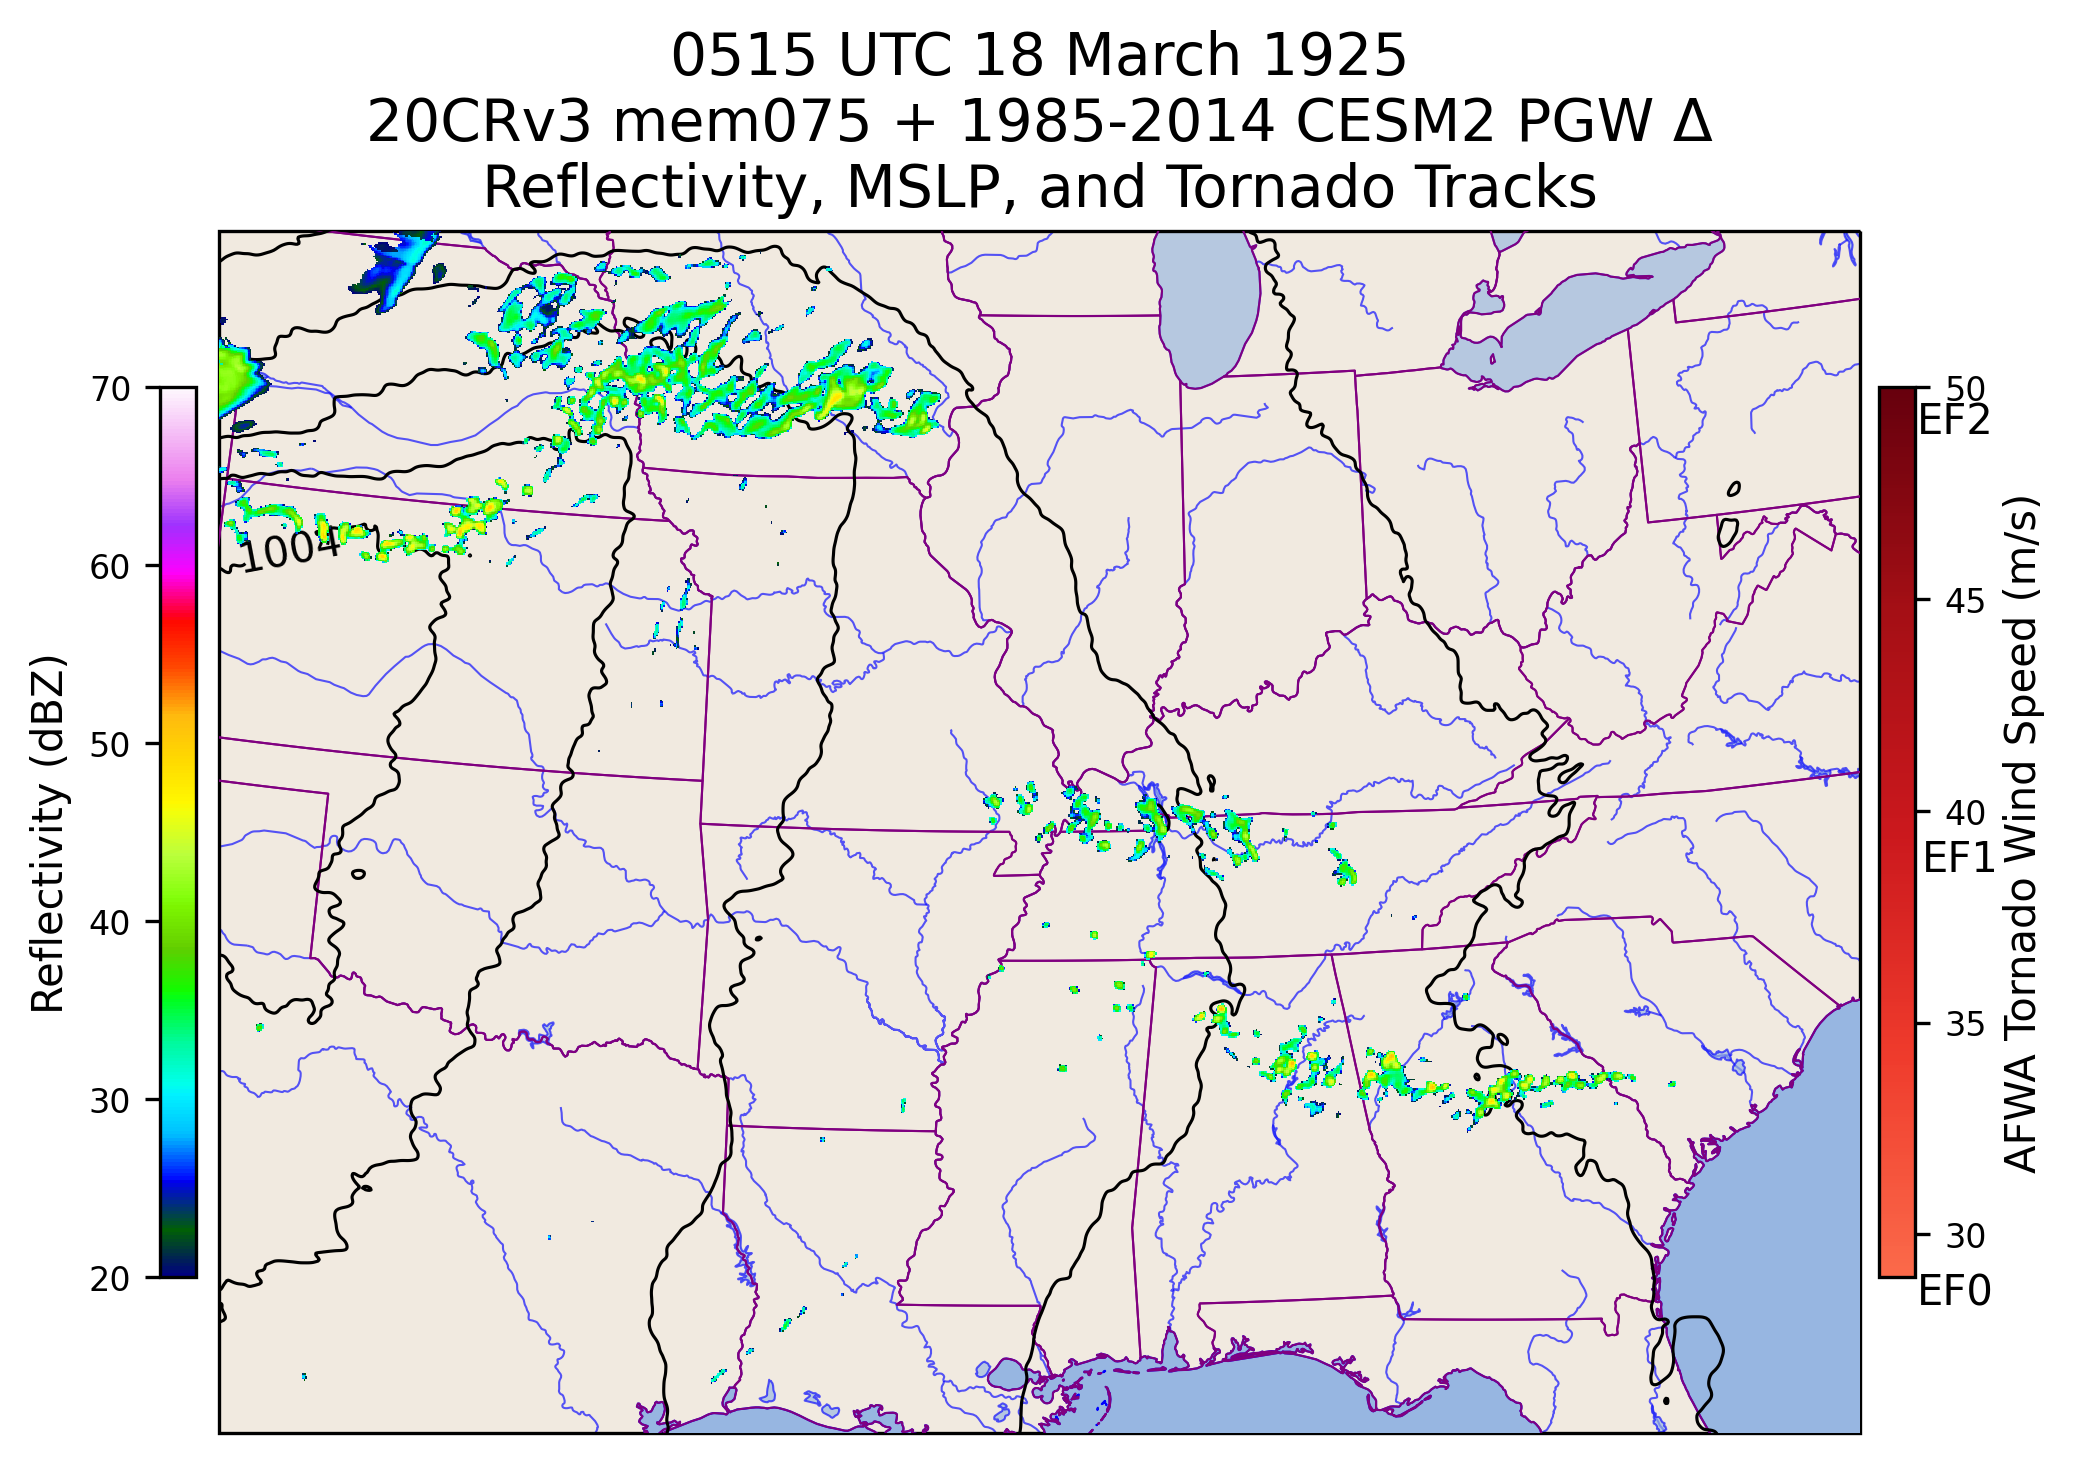 0515 UTC 18 March 1925
20CRv3 mem075 + 1985-2014 CESM2 PGW Δ
Reflectivity, MSLP, and Tornado Tracks
70
60
50
40
30
20
Reflectivity (dBZ)
1004
50
EF2
45
40
EF1
35
30
EF0
AFWA Tornado Wind Speed (m/s)